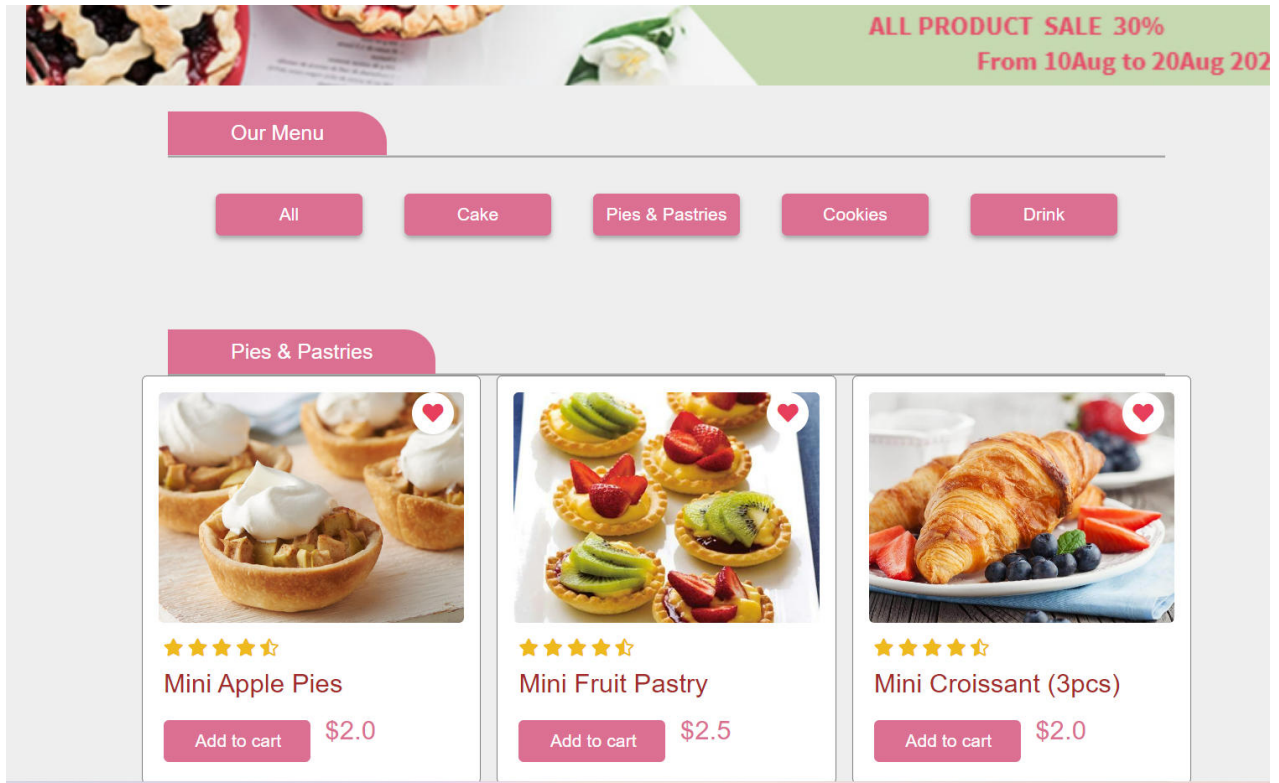 ALL PRODUCT SALE 30%
From 10Aug to 20Aug 202
Our Menu
All
Cake
Pies & Pastries
Cookies
Drink
Pies & Pastries
Mini Apple Pies
Add to cart
$2.0
Mini Fruit Pastry
Add to cart
$2.5
Mini Croissant (3pcs)
Add to cart
$2.0